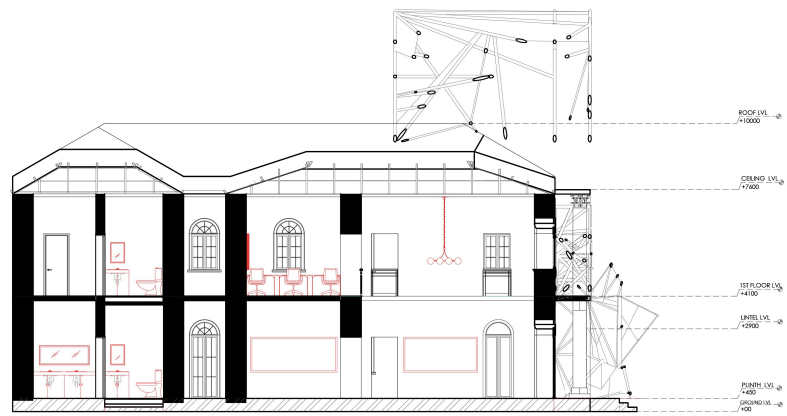 ROOF LVL
+10000
CEILING LVL
+7600
1ST FLOOR LVL
+4100
LINTEL LVL
+2900
PLINTH LVL
+450
GROUND LVL
+00